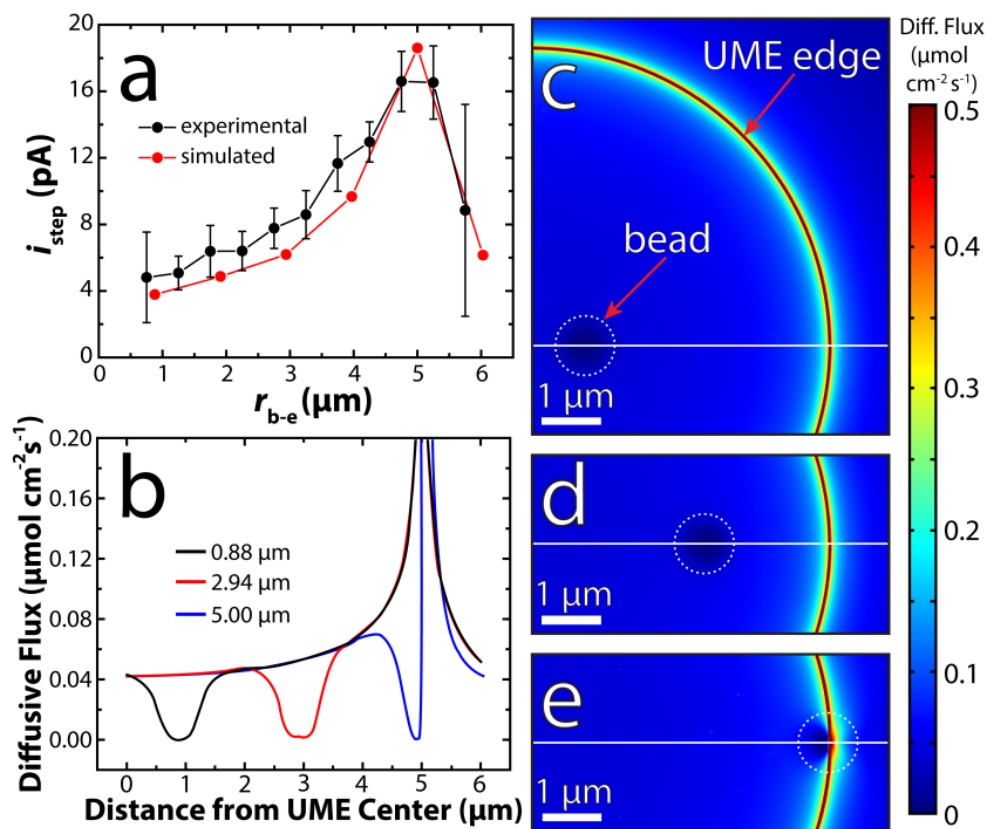 a
experimental
simulated
20
16
12
8
4
0
i step (pA)
0 1 2 3 4 5 6
r b-e (μm)
b
0.88 μm
2.94 μm
5.00 μm
0.20
0.16
0.12
0.08
0.04
0.00
Diffusive Flux (μmol cm⁻²s⁻¹)
0 1 2 3 4 5 6
Distance from UME Center (μm)
c
UME edge
bead
1 μm
d
1 μm
e
1 μm
Diff. Flux
(μmol
cm⁻² s⁻¹)
0.5
0.4
0.3
0.2
0.1
0